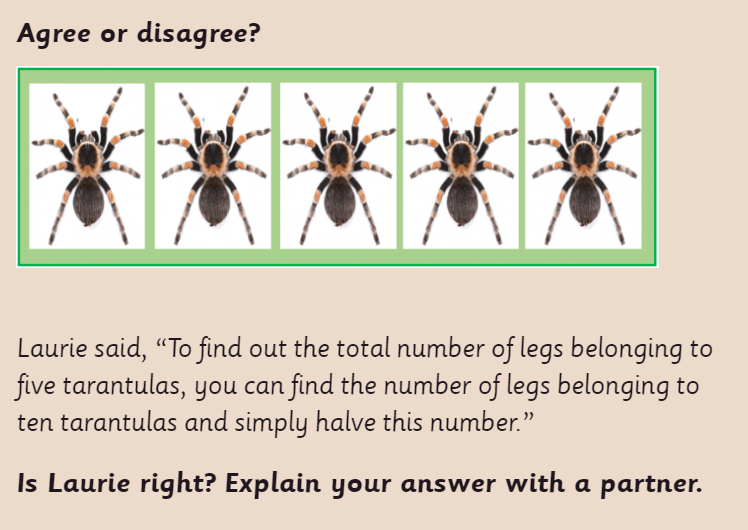 Agree or disagree?
Laurie said, “To find out the total number of legs belonging to
five tarantulas, you can find the number of legs belonging to
ten tarantulas and simply halve this number.”
Is Laurie right? Explain your answer with a partner.